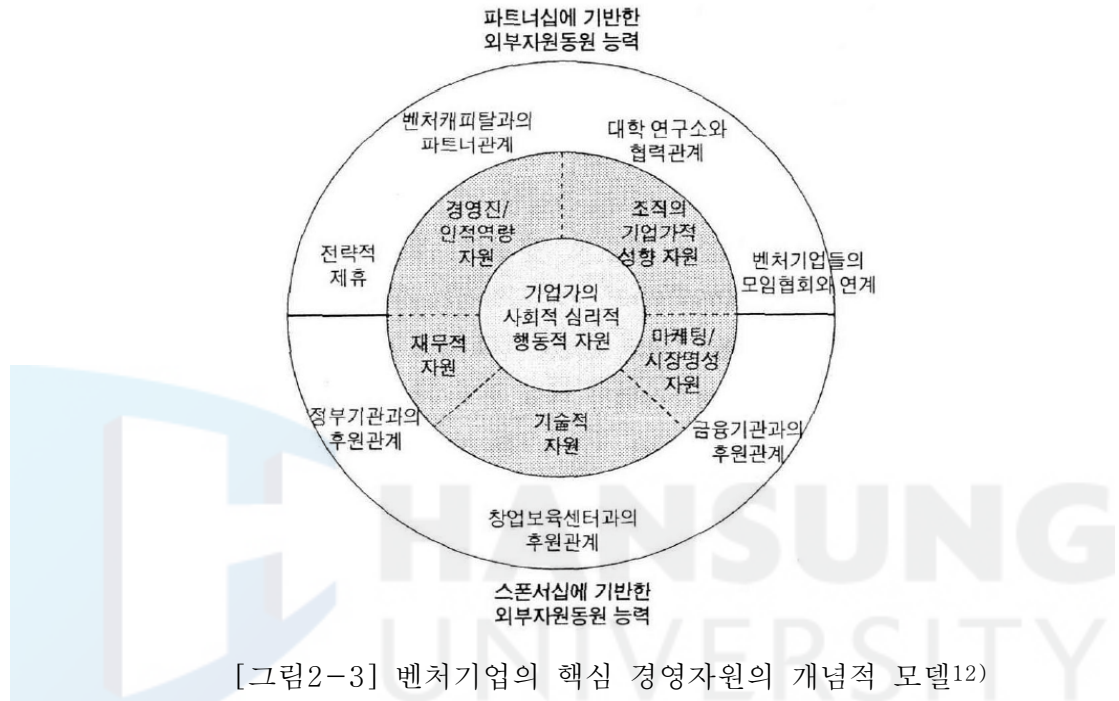 파트너십에 기반한
외부자원동원 능력
벤처캐피탈과의
파트너관계
대학 연구소와
협력관계
경영진/
인적역량
자원
조직의
기업가적
성향 자원
전략적
제휴
벤처기업들의
모임협회와 연계
기업가의
사회적 심리적
행동적 자원
재무적
자원
마케팅/
시장명성
자원
정부기관과의
후원관계
기술적
자원
금융기관과의
후원관계
창업보육센터과의
후원관계
스폰서십에 기반한
외부자원동원 능력
HANSUNG
UNIVERSITY
[그림2-3] 벤처기업의 핵심 경영자원의 개념적 모델12)